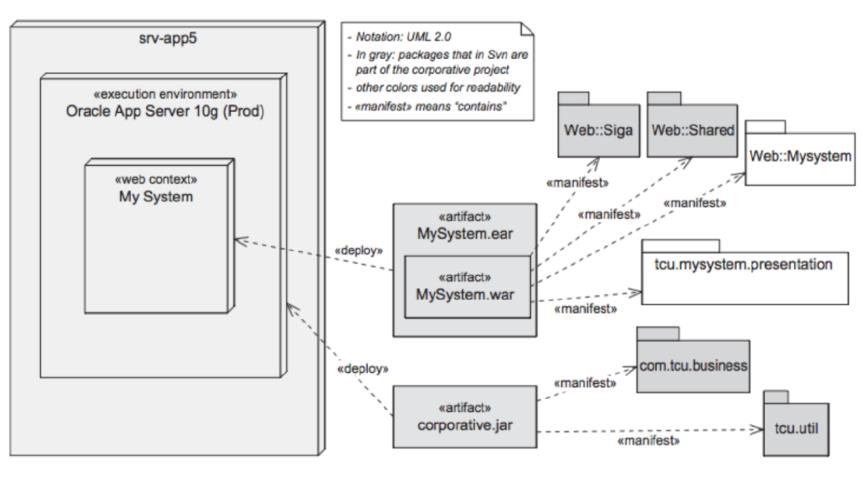 srv-app5
«execution environment»
Oracle App Server 10g (Prod)
«web context»
My System
- Notation: UML 2.0
- In gray: packages that in Svn are
part of the corporative project
- other colors used for readability
- «manifest» means “contains”
Web::Siga
Web::Shared
Web::Mysystem
«manifest»
«manifest»
«manifest»
«artifact»
MySystem.ear
«deploy»
«artifact»
MySystem.war
tcu.mysystem.presentation
«manifest»
«deploy»
com.tcu.business
«manifest»
«artifact»
corporative.jar
tcu.util
«manifest»